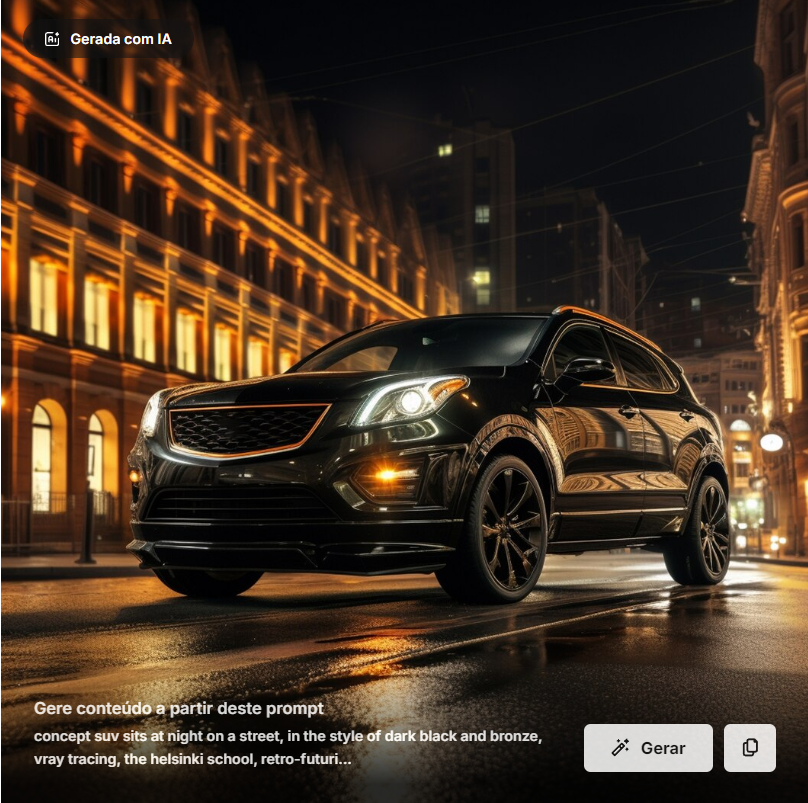 Gerada com IA
Gere conteúdo a partir deste prompt
concept suv sits at night on a street, in the style of dark black and bronze,
vray tracing, the helsinki school, retro-futuri...
Gerar